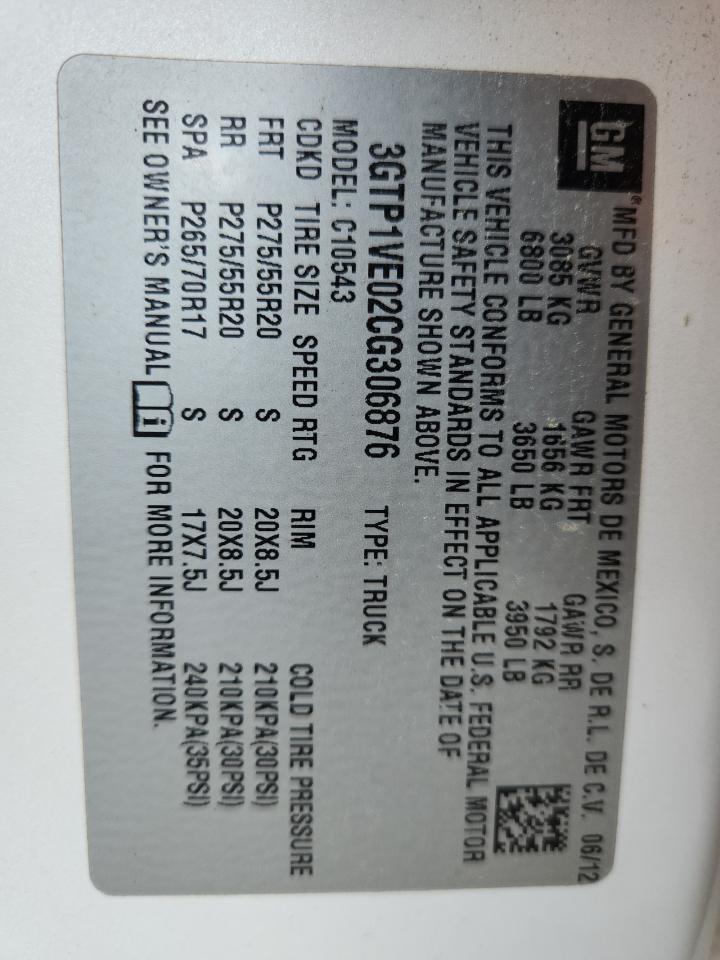 GM
® MFD BY GENERAL MOTORS DE MEXICO, S. DE R.L. DE C.V. 06/12
GVWR GAWR FRT GAWR RR
3085 KG 1656 KG 1792 KG
6800 LB 3650 LB 3950 LB
THIS VEHICLE CONFORMS TO ALL APPLICABLE U.S. FEDERAL MOTOR
VEHICLE SAFETY STANDARDS IN EFFECT ON THE DATE OF
MANUFACTURE SHOWN ABOVE.
3GTP1VE02CG306876 TYPE: TRUCK
MODEL: C10543
CDKD TIRE SIZE SPEED RTG RIM COLD TIRE PRESSURE
FRT P275/55R20 S 20X8.5J 210KPA(30PSI)
RR P275/55R20 S 20X8.5J 210KPA(30PSI)
SPA P265/70R17 S 17X7.5J 240KPA(35PSI)
SEE OWNER'S MANUAL i FOR MORE INFORMATION.